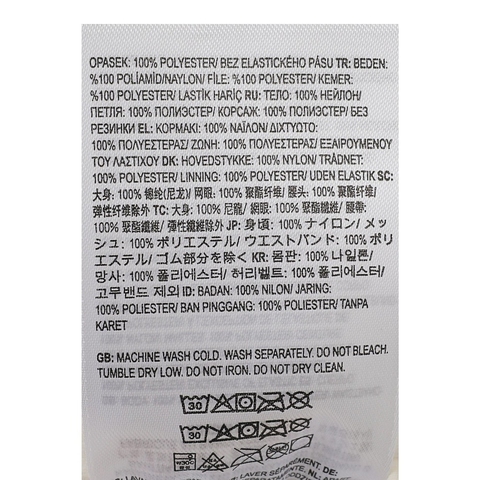 OPASEK: 100% POLYESTER/ BEZ ELASTICKÉHO PÁSU TR: BEDEN:
%100 POLİAMİD/NAYLON/ FİLE: %100 POLYESTER/ KEMER:
%100 POLYESTER/ LASTİK HARİÇ RU: ТЕЛО: 100% НЕЙЛОН/
ПЕТЛЯ: 100% ПОЛИЭСТЕР/ КОРСАЖ: 100% ПОЛИЭСТЕР/ БЕЗ
РЕЗИНКИ EL: ΚΟΡΜΑΚΙ: 100% ΝΑΪΛΟΝ/ ΔΙΧΤΥΩΤΟ:
100% ΠΟΛΥΕΣΤΕΡΑΣ/ ΖΩΝΗ: 100% ΠΟΛΥΕΣΤΕΡΑΣ/ ΕΞΑΙΡΟΥΜΕΝΟΥ
ΤΟΥ ΛΑΣΤΙΧΟΥ DK: HOVEDSTYKKE: 100% NYLON/ TRÅDNET:
100% POLYESTER/ LINNING: 100% POLYESTER/ UDEN ELASTIK SC:
大身: 100% 锦纶(尼龙)/ 网眼: 100% 聚酯纤维/ 腰头: 100% 聚酯纤维/
弹性纤维除外 TC: 大身: 100% 尼龍/ 網眼: 100% 聚酯纖維/ 腰帶:
100% 聚酯纖維/ 彈性纖維除外 JP: 身頃: 100% ナイロン/ メッ
シュ: 100% ポリエステル/ ウエストバンド: 100% ポリ
エステル/ ゴム部分を除く KR: 몸판: 100% 나일론/
망사: 100% 폴리에스터/ 허리벨트: 100% 폴리에스터/
고무밴드 제외 ID: BADAN: 100% NILON/ JARING:
100% POLIESTER/ BAN PINGGANG: 100% POLIESTER/TANPA
KARET
GB: MACHINE WASH COLD. WASH SEPARATELY. DO NOT BLEACH.
TUMBLE DRY LOW. DO NOT IRON. DO NOT DRY CLEAN.
30
30